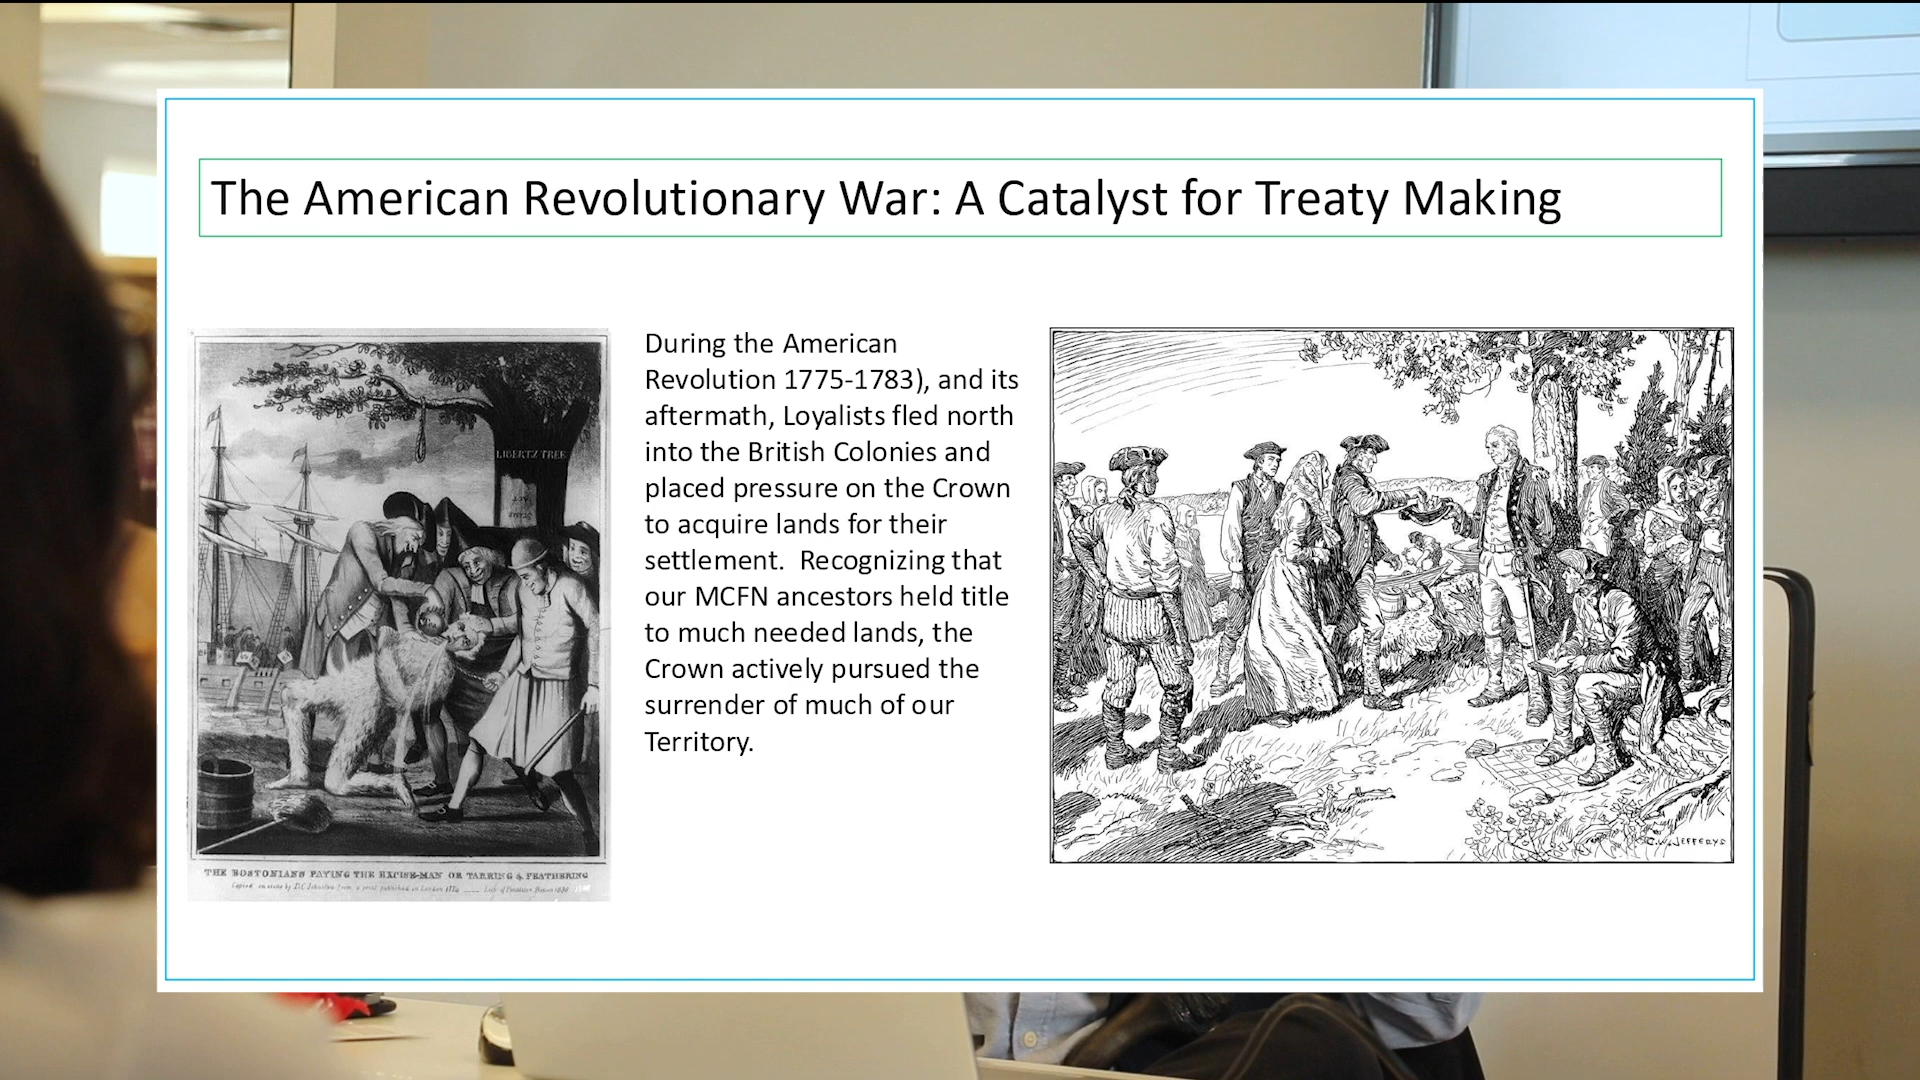 The American Revolutionary War: A Catalyst for Treaty Making
LIBERTY TREE
THE BOSTONIANS PAYING THE EXCISE-MAN OR TARRING & FEATHERING
During the American
Revolution 1775-1783), and its
aftermath, Loyalists fled north
into the British Colonies and
placed pressure on the Crown
to acquire lands for their
settlement.  Recognizing that
our MCFN ancestors held title
to much needed lands, the
Crown actively pursued the
surrender of much of our
Territory.
C.W.JEFFERYS